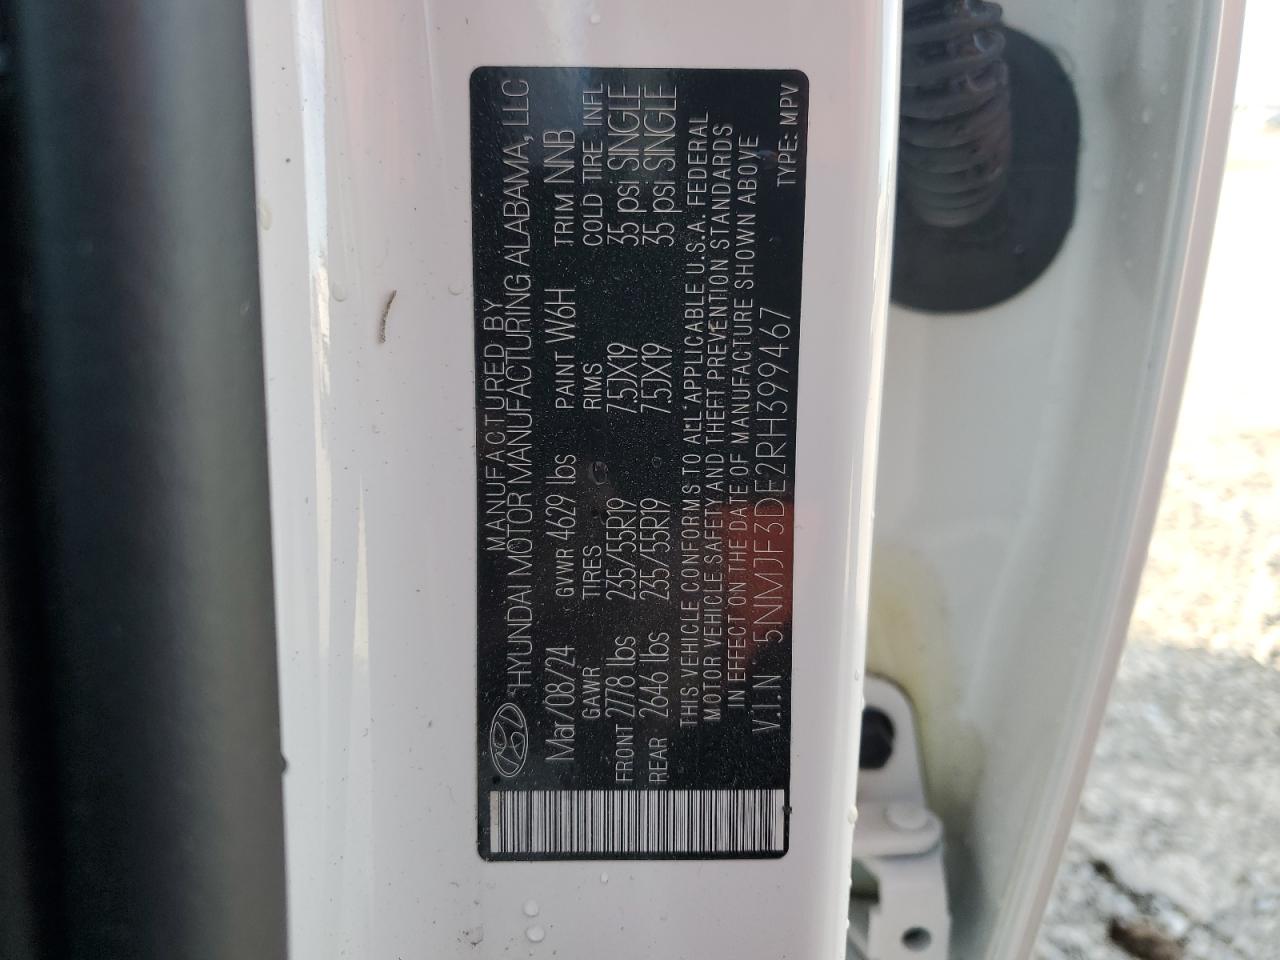 MANUFACTURED BY
HYUNDAI MOTOR MANUFACTURING ALABAMA, LLC
Mar/08/24 GVWR 4629 lbs PAINT W6H TRIM NNB
GAWR TIRES RIMS COLD TIRE INFL
FRONT 2778 lbs 235/55R19 7.5JX19 35 psi SINGLE
REAR 2646 lbs 235/55R19 7.5JX19 35 psi SINGLE
THIS VEHICLE CONFORMS TO ALL APPLICABLE U.S.A. FEDERAL
MOTOR VEHICLE SAFETY AND THEFT PREVENTION STANDARDS
IN EFFECT ON THE DATE OF MANUFACTURE SHOWN ABOVE
V.I.N 5NMJF3DE2RH399467 TYPE: MPV